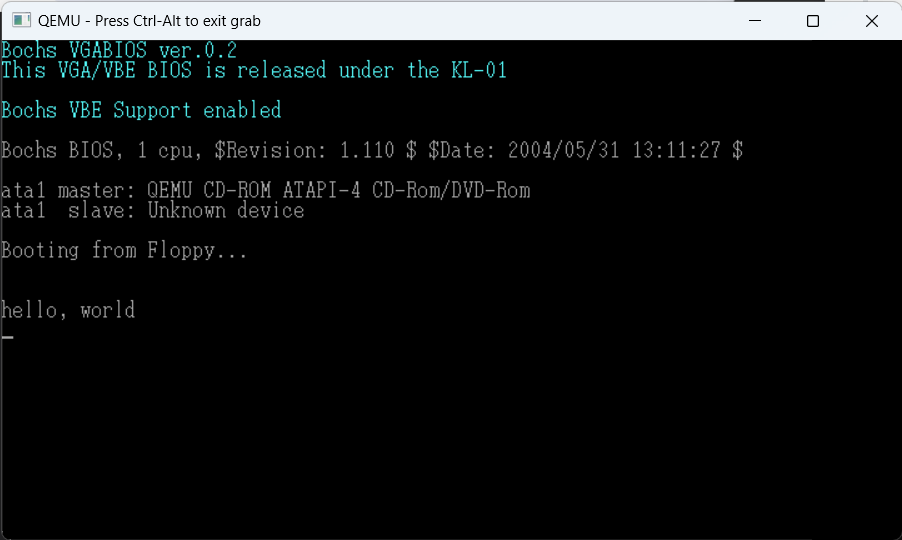 QEMU - Press Ctrl-Alt to exit grab
Bochs VGABIOS ver.0.2
This VGA/VBE BIOS is released under the KL-01
Bochs VBE Support enabled
Bochs BIOS, 1 cpu, $Revision: 1.110 $ $Date: 2004/05/31 13:11:27 $
ata1 master: QEMU CD-ROM ATAPI-4 CD-Rom/DVD-Rom
ata1  slave: Unknown device
Booting from Floppy...
hello, world